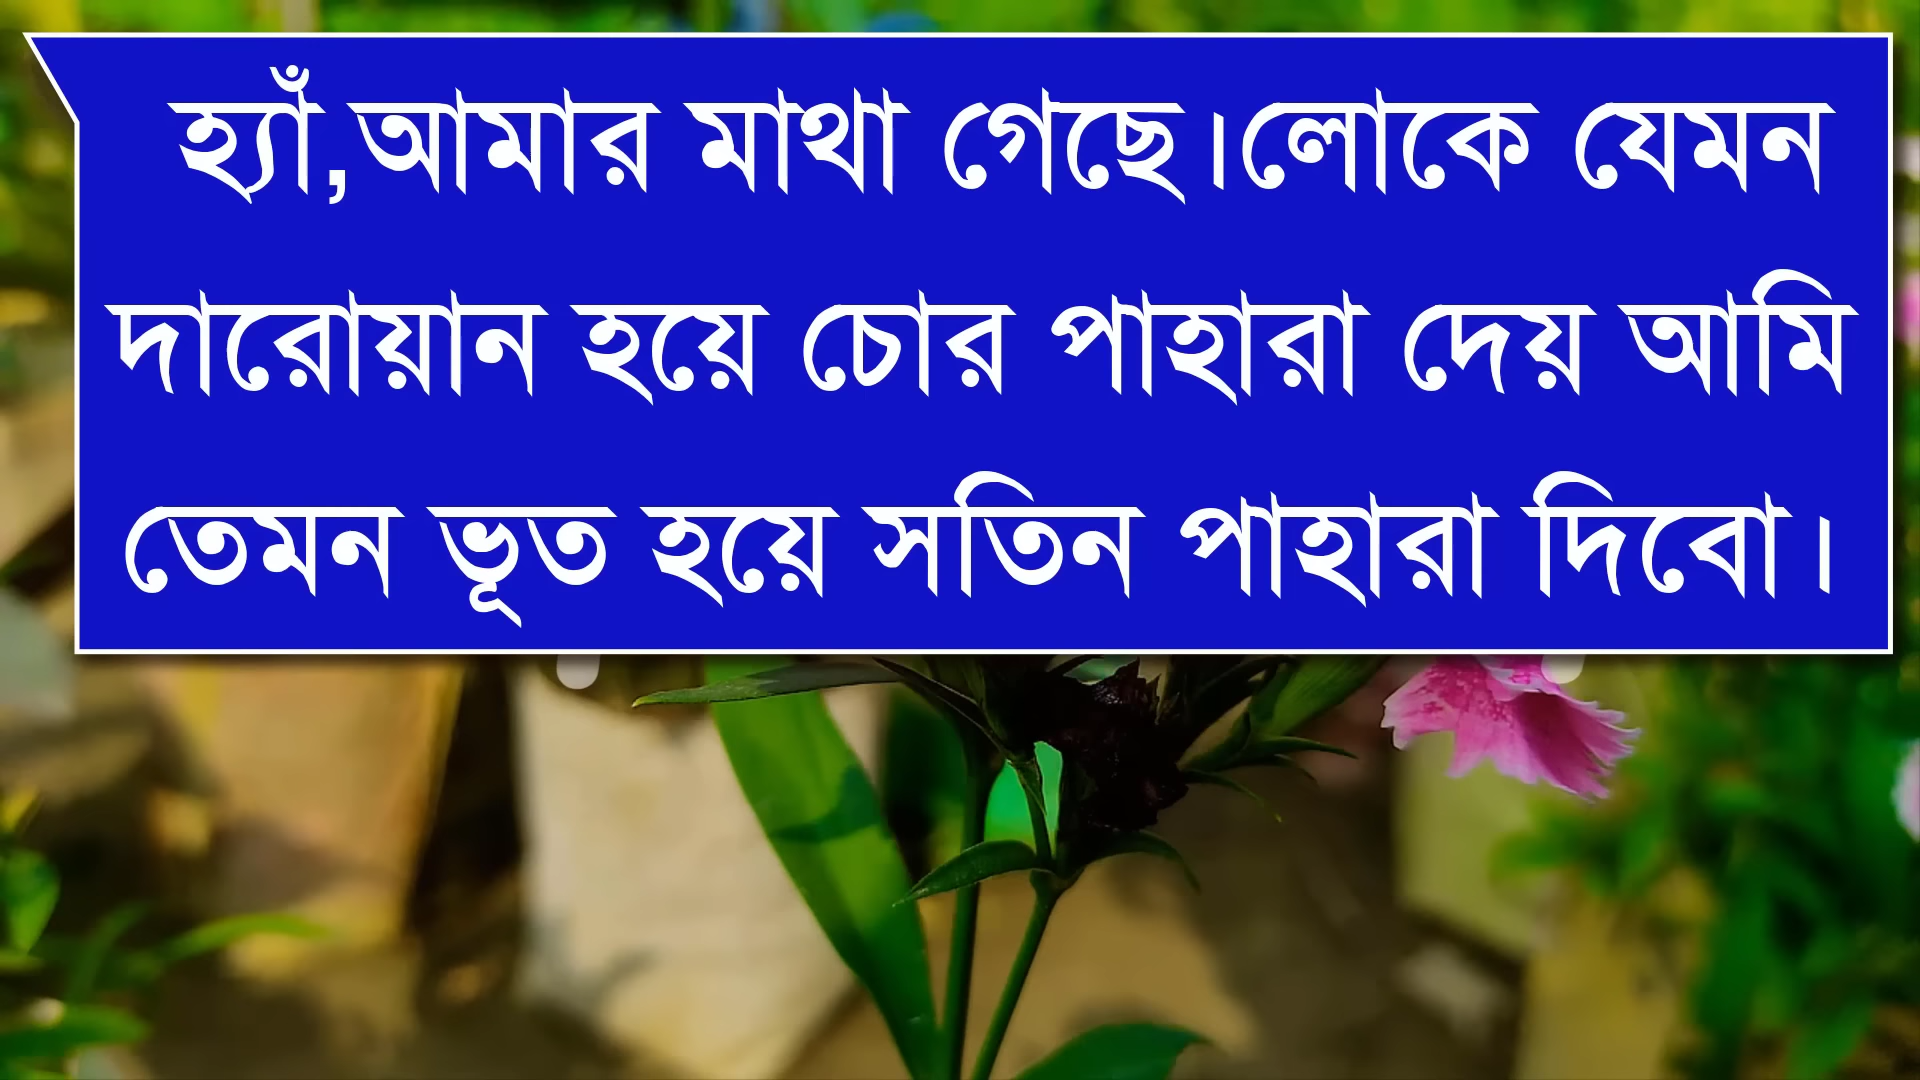 হ্যাঁ,আমার মাথা গেছে।লোকে যেমন
দারোয়ান হয়ে চোর পাহারা দেয় আমি
তেমন ভূত হয়ে সতিন পাহারা দিবো।